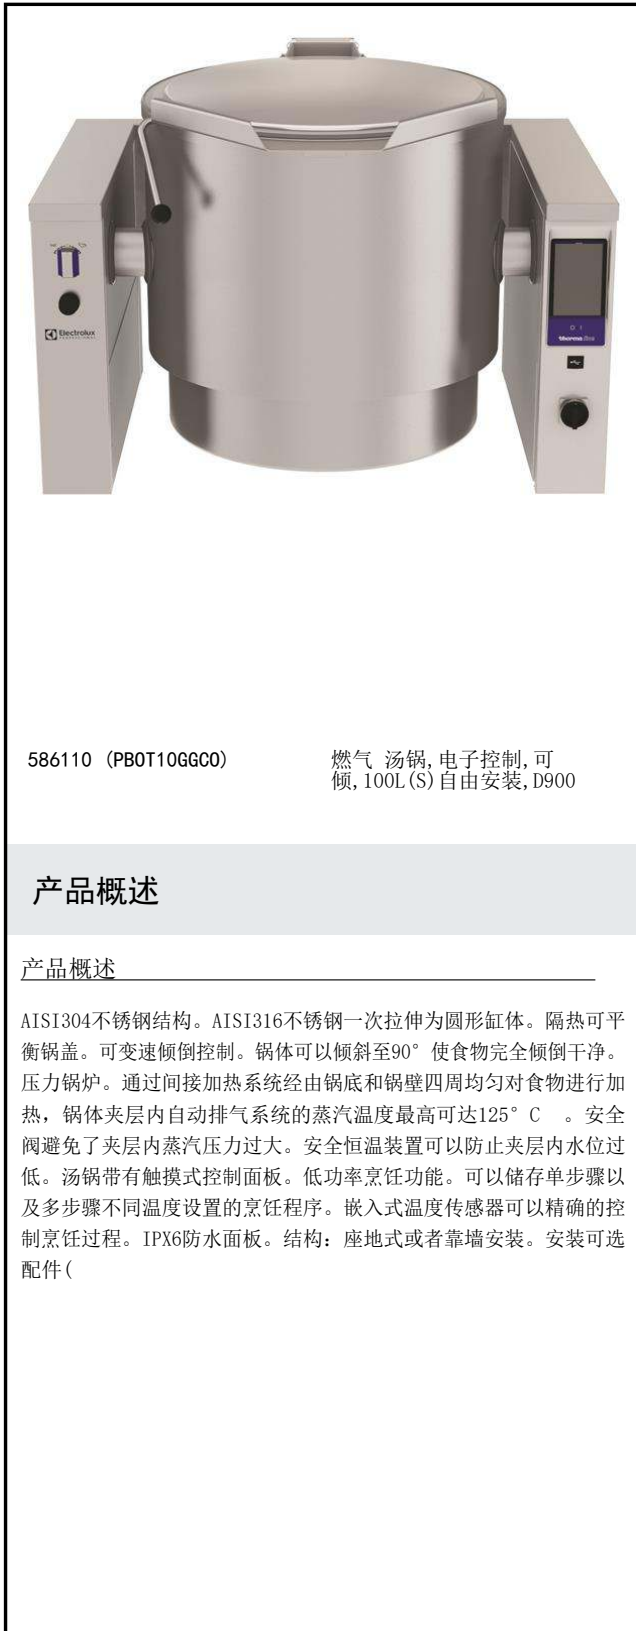 Electrolux
PROFESSIONAL
thermaline
586110 (PBOT10GGCO)
燃气 汤锅,电子控制,可
倾,100L(S)自由安装,D900
产品概述
产品概述
AISI304不锈钢结构。AISI316不锈钢一次拉伸为圆形缸体。隔热可平
衡锅盖。可变速倾倒控制。锅体可以倾斜至90° 使食物完全倾倒干净。
压力锅炉。通过间接加热系统经由锅底和锅壁四周均匀对食物进行加
热，锅体夹层内自动排气系统的蒸汽温度最高可达125° C 。安全
阀避免了夹层内蒸汽压力过大。安全恒温装置可以防止夹层内水位过
低。汤锅带有触摸式控制面板。低功率烹饪功能。可以储存单步骤以
及多步骤不同温度设置的烹饪程序。嵌入式温度传感器可以精确的控
制烹饪过程。IPX6防水面板。结构：座地式或者靠墙安装。安装可选
配件(